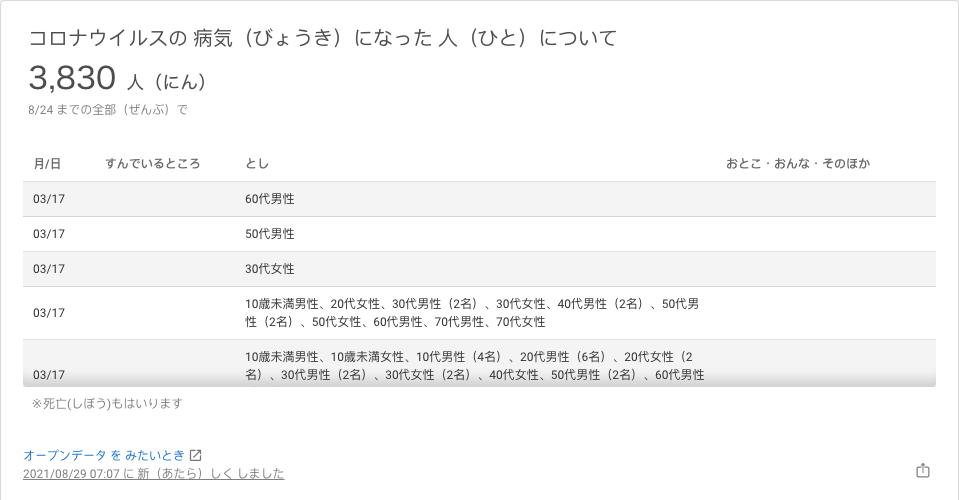 コロナウイルスの 病気（びょうき）になった 人（ひと）について
3,830 人（にん）
8/24 までの全部（ぜんぶ）で
月/日 すんでいるところ とし おとこ・おんな・そのほか
03/17 60代男性
03/17 50代男性
03/17 30代女性
03/17 10歳未満男性、20代女性、30代男性（2名）、30代女性、40代男性（2名）、50代男
性（2名）、50代女性、60代男性、70代男性、70代女性
03/17 10歳未満男性、10歳未満女性、10代男性（4名）、20代男性（6名）、20代女性（2
名）、30代男性（2名）、30代女性（2名）、40代女性、50代男性（2名）、60代男性
※死亡(しぼう)もはいります
オープンデータ を みたいとき
2021/08/29 07:07 に 新（あたら）しく しました